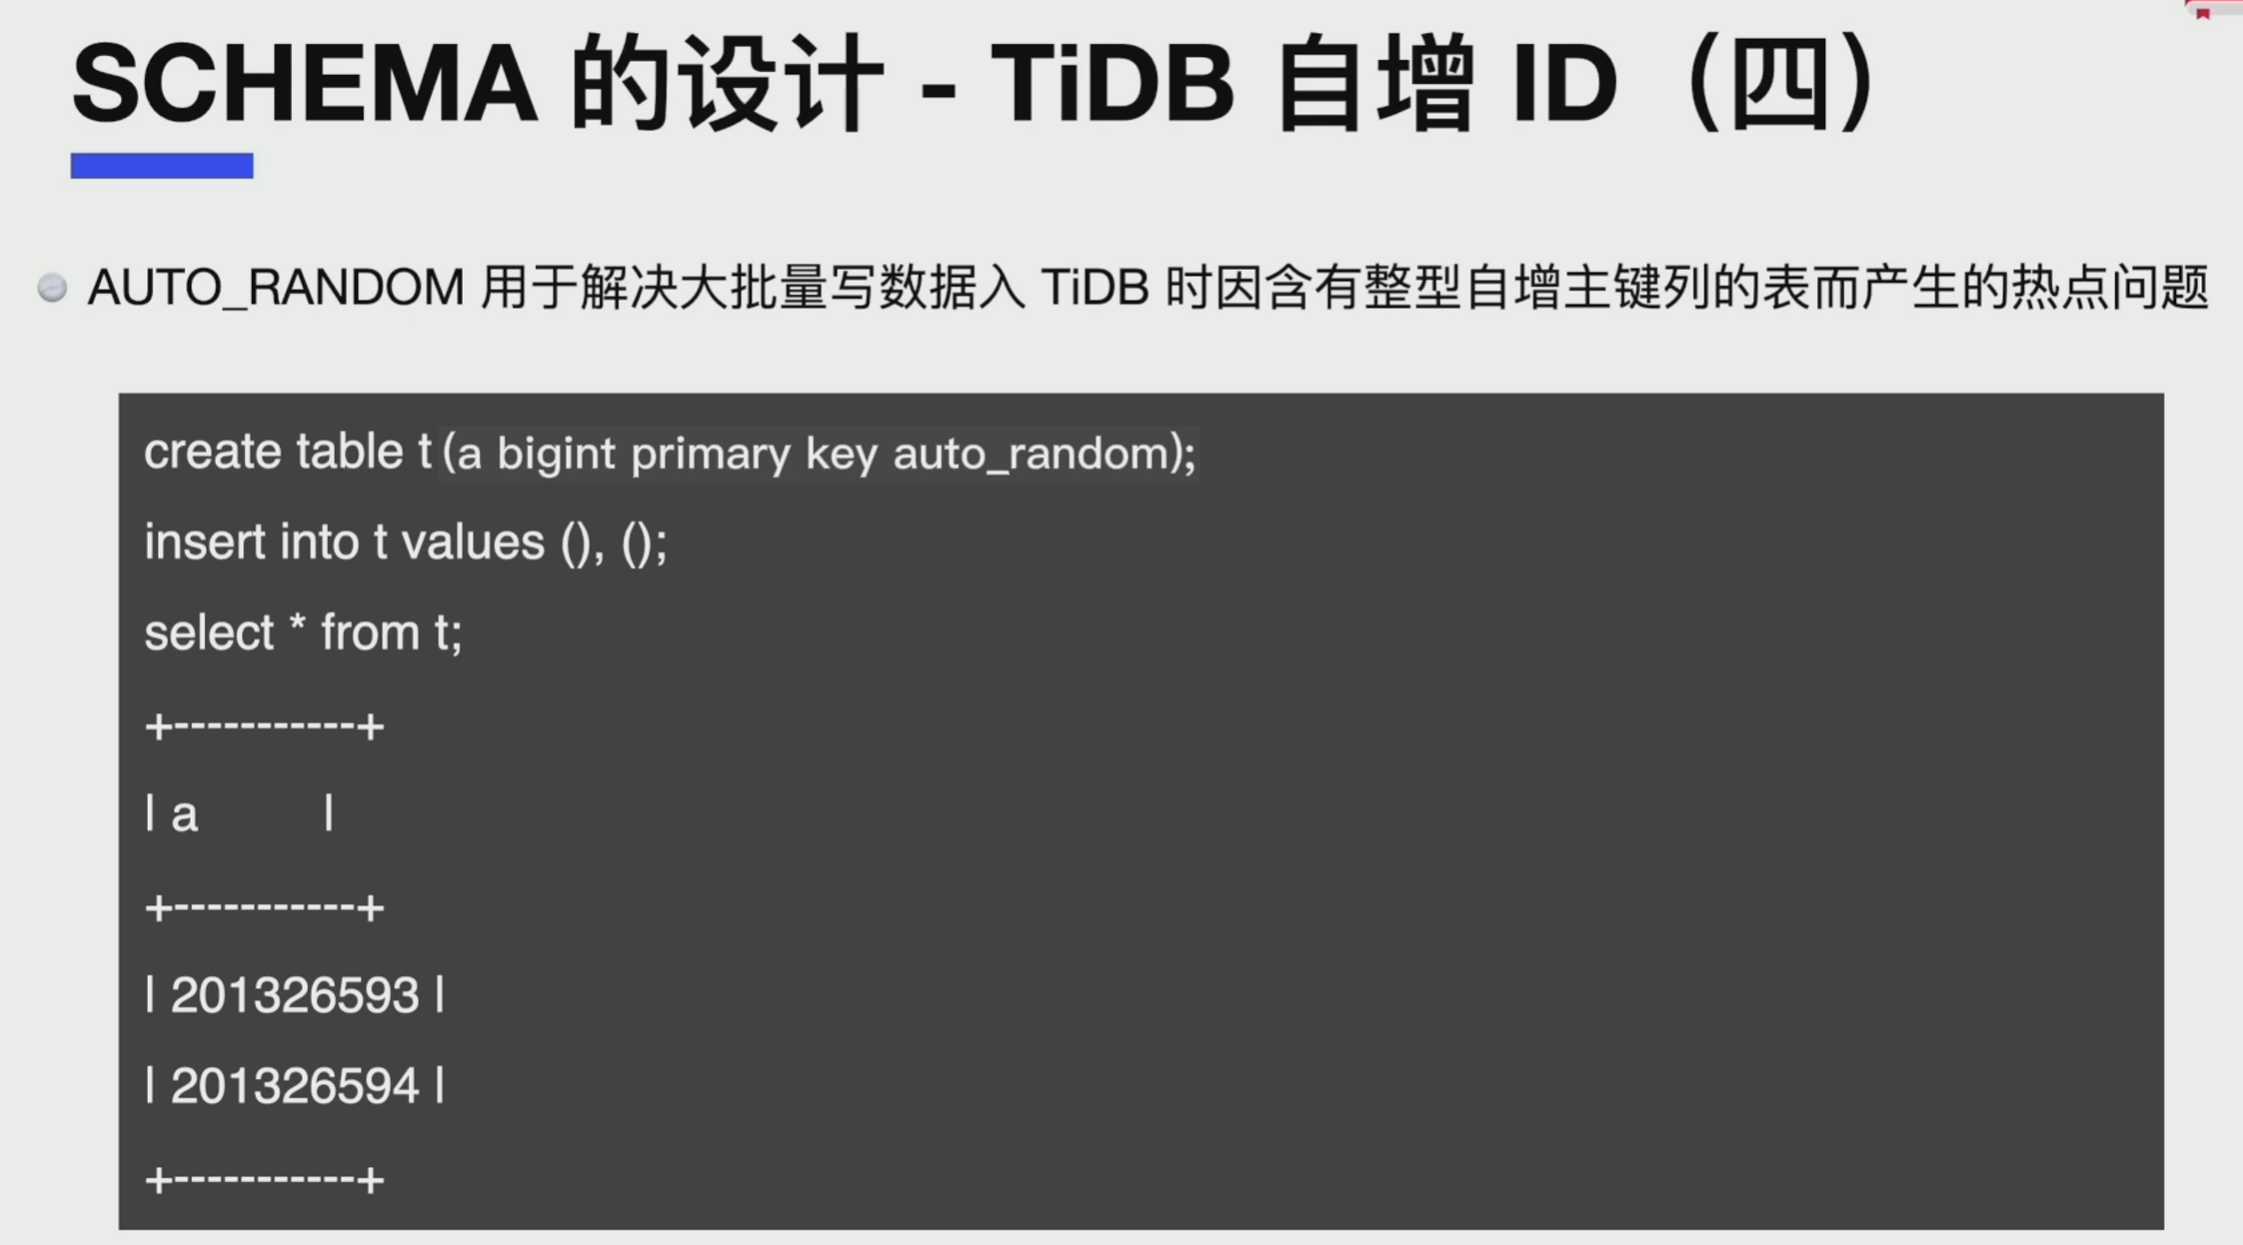 SCHEMA 的设计 - TiDB 自增 ID（四）
AUTO_RANDOM 用于解决大批量写数据入 TiDB 时因含有整型自增主键列的表而产生的热点问题
create table t (a bigint primary key auto_random);
insert into t values (), ();
select * from t;
+-----------+
| a         |
+-----------+
| 201326593 |
| 201326594 |
+-----------+